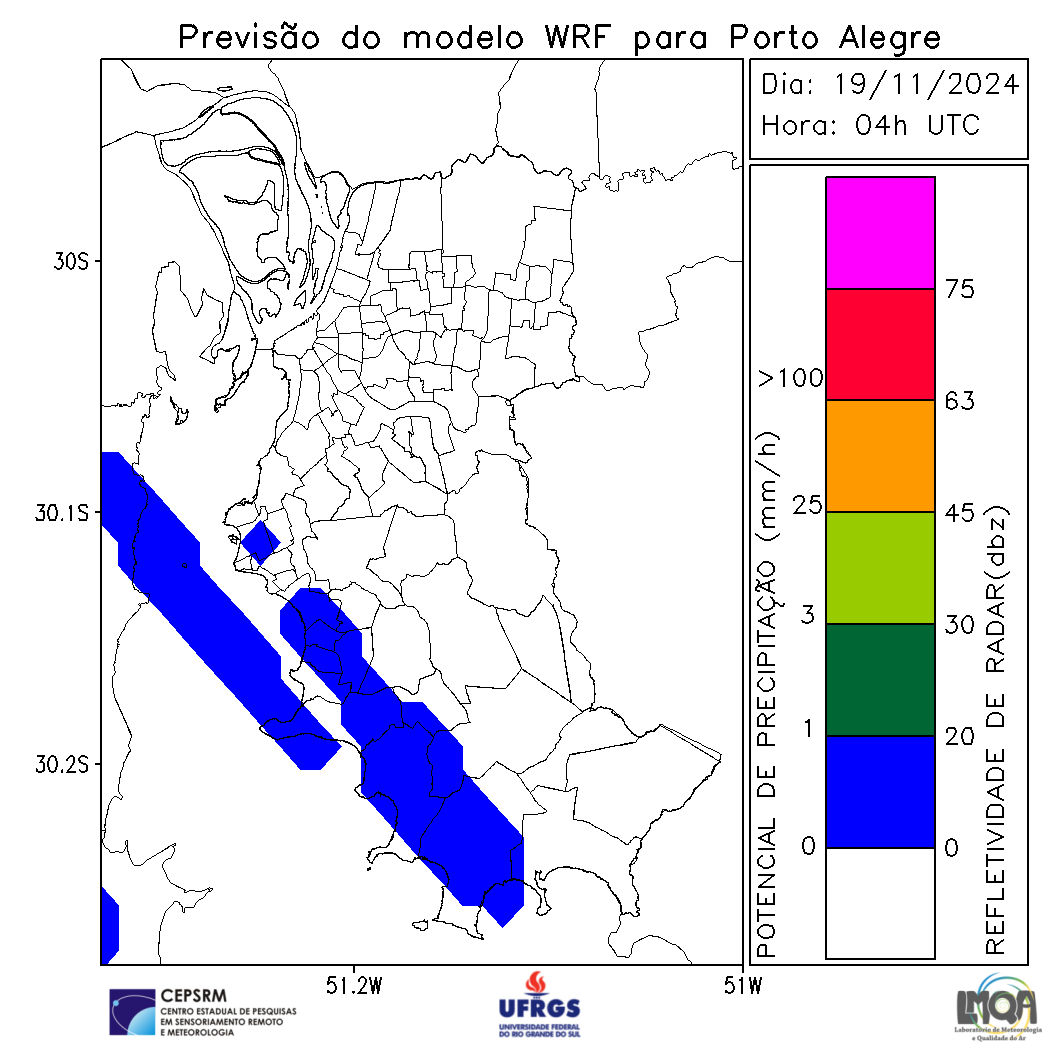 Previsão do modelo WRF para Porto Alegre
Dia: 19/11/2024
Hora: 04h UTC
30S
30.1S
30.2S
51.2W
51W
POTENCIAL DE PRECIPITAÇÃO (mm/h)
>100
25
3
1
0
75
63
45
30
20
0
REFLETIVIDADE DE RADAR(dbz)
CEPSRM
CENTRO ESTADUAL DE PESQUISAS
EM SENSORIAMENTO REMOTO
E METEOROLOGIA
UFRGS
UNIVERSIDADE FEDERAL
DO RIO GRANDE DO SUL
LMQA
Laboratório de Meteorologia
e Qualidade do Ar